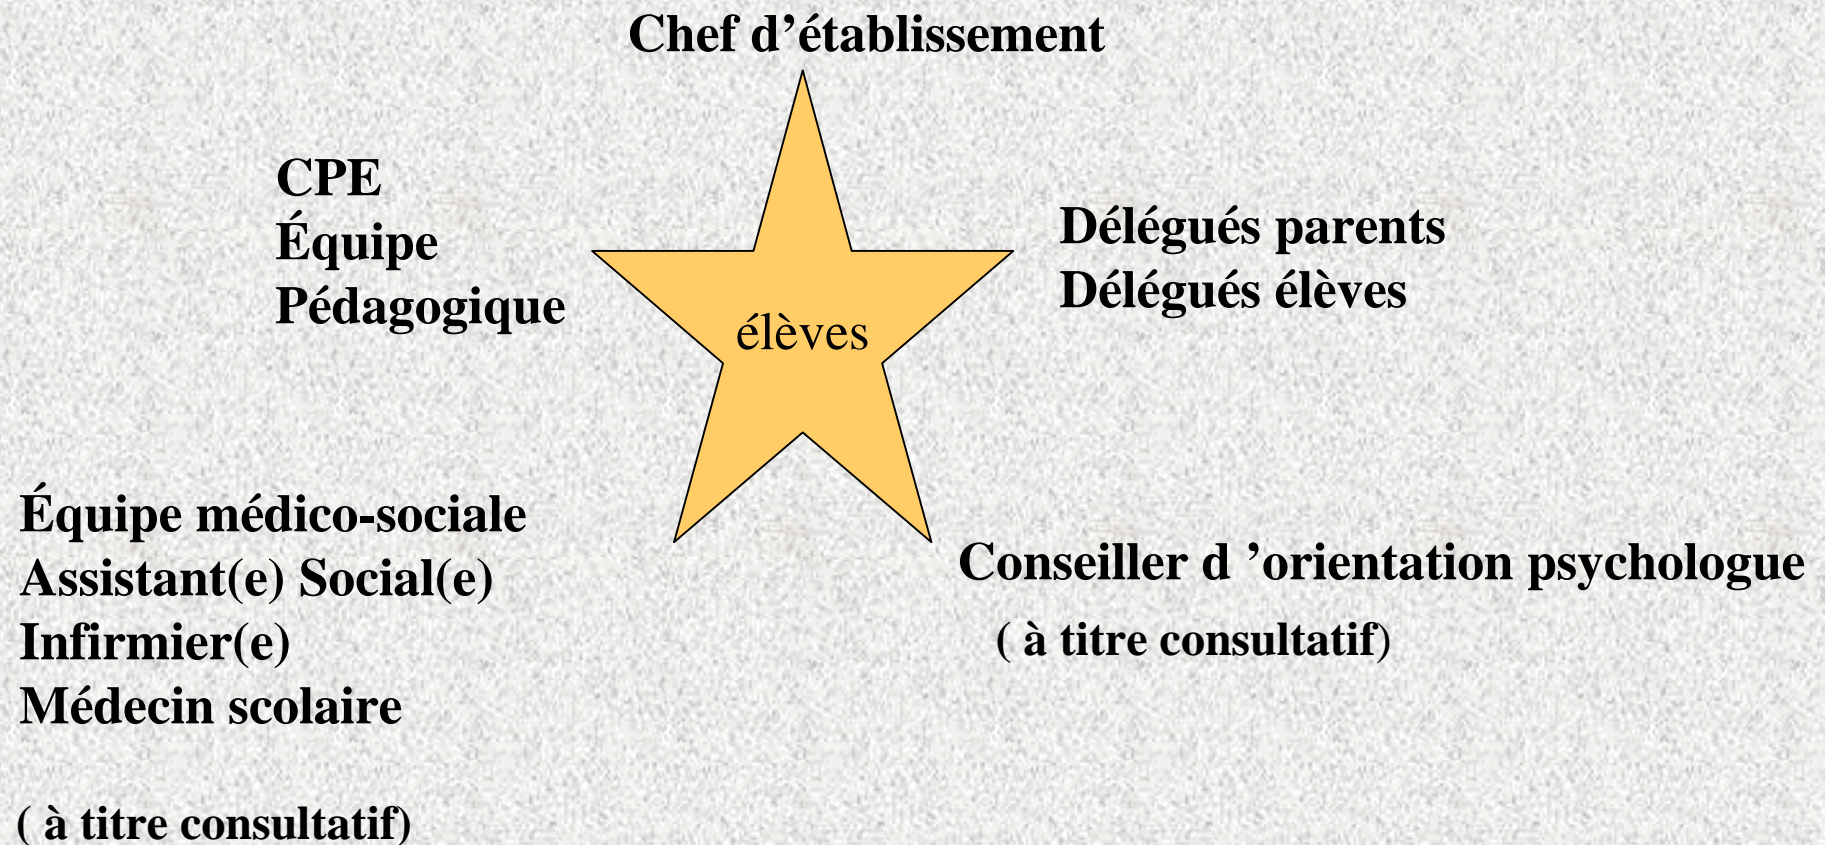 Chef d’établissement
CPE
Équipe
Pédagogique
Délégués parents
Délégués élèves
élèves
Équipe médico-sociale
Assistant(e) Social(e)
Infirmier(e)
Médecin scolaire
( à titre consultatif)
Conseiller d ’orientation psychologue
( à titre consultatif)